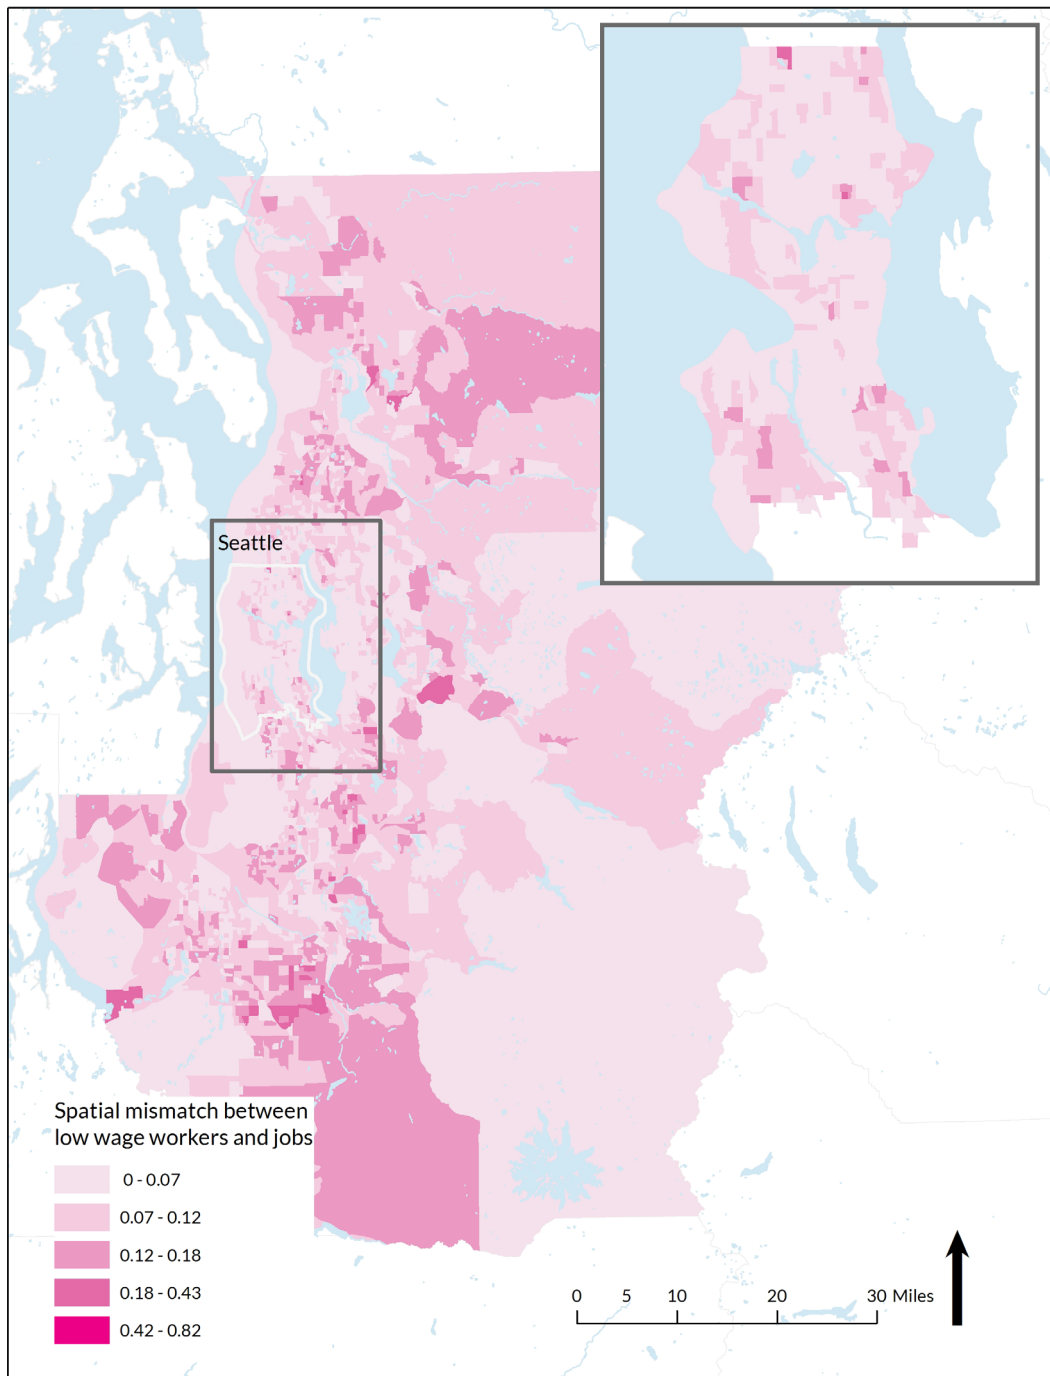 Seattle
Spatial mismatch between
low wage workers and jobs
0 - 0.07
0.07 - 0.12
0.12 - 0.18
0.18 - 0.43
0.42 - 0.82
0 5 10 20 30 Miles